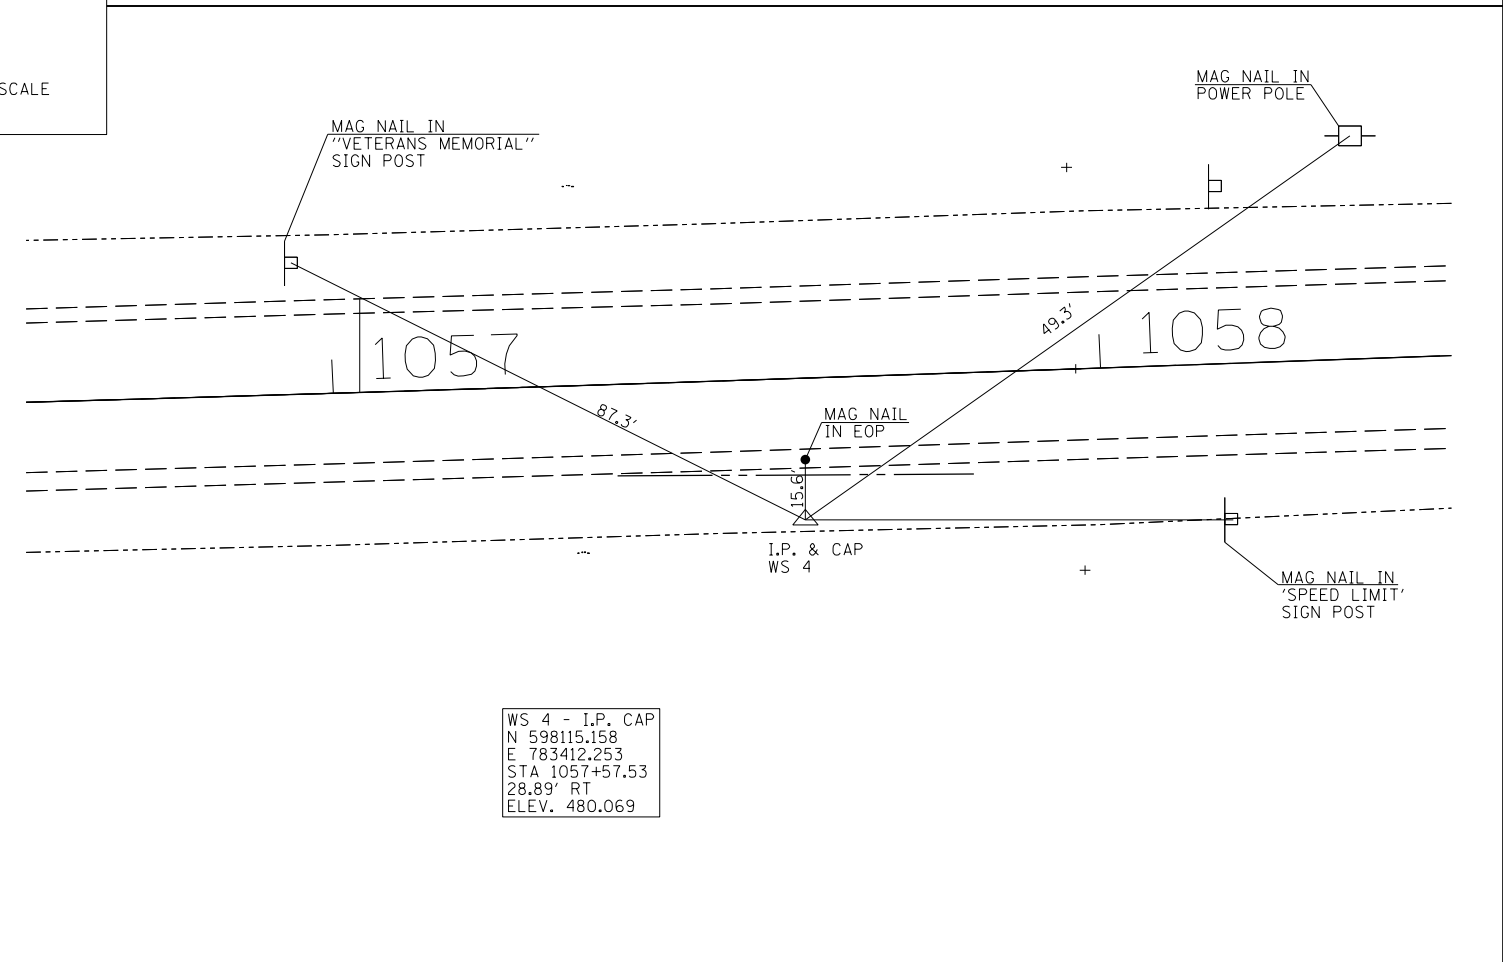 SCALE
MAG NAIL IN
POWER POLE
MAG NAIL IN
"VETERANS MEMORIAL"
SIGN POST
1057
1058
49.3'
87.3'
MAG NAIL
IN EOP
15.6'
I.P. & CAP
WS 4
MAG NAIL IN
'SPEED LIMIT'
SIGN POST
WS 4 - I.P. CAP
N 598115.158
E 783412.253
STA 1057+57.53
28.89' RT
ELEV. 480.069